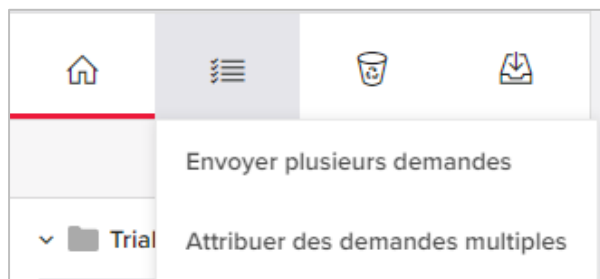 Envoyer plusieurs demandes
Trial
Attribuer des demandes multiples